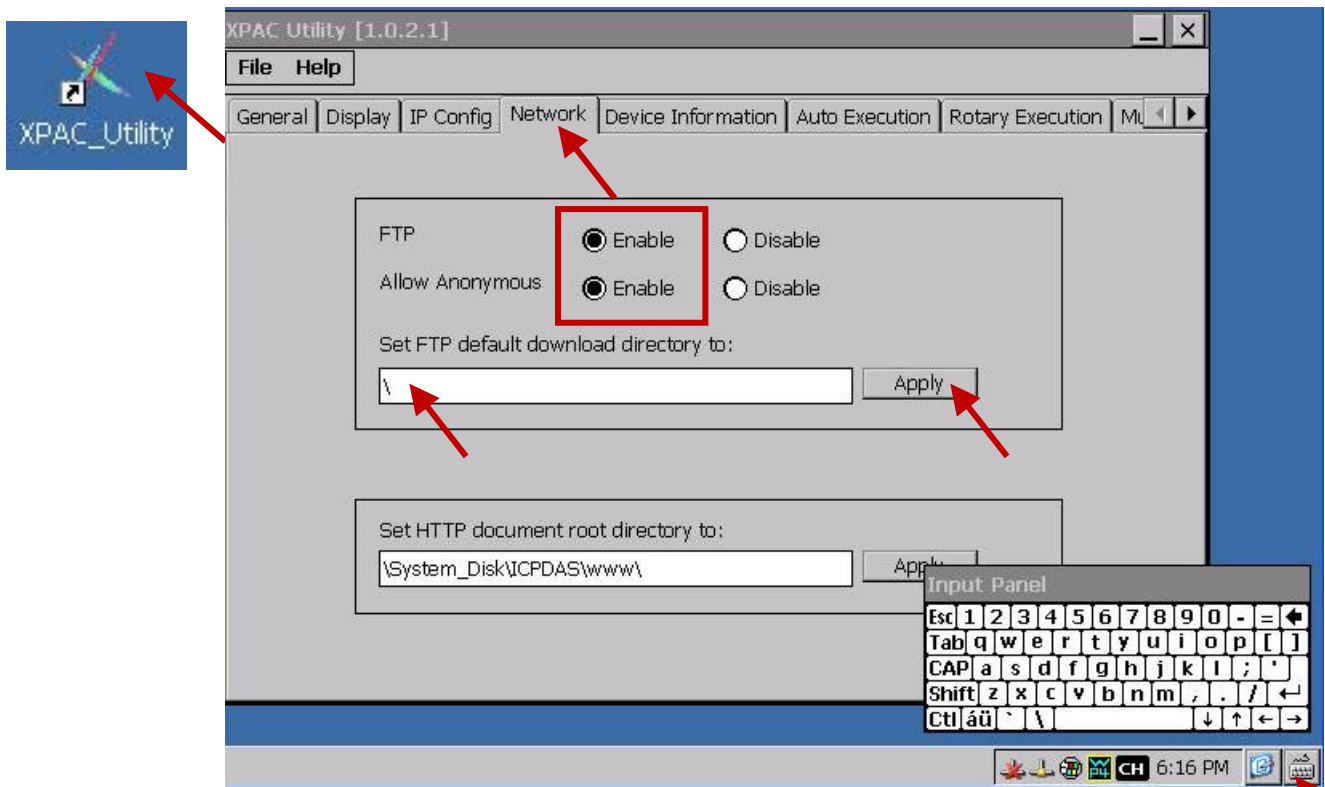 XPAC_Utility
XPAC Utility [1.0.2.1]
File Help
General Display IP Config Network Device Information Auto Execution Rotary Execution
FTP Enable Disable
Allow Anonymous Enable Disable
Set FTP default download directory to:
\ Apply
Set HTTP document root directory to:
\System_Disk\ICPDAS\www\
Input Panel
Esc 1 2 3 4 5 6 7 8 9 0 - =
Tab q w e r t y u i o p [ ]
CAP a s d f g h j k l ; '
Shift z x c v b n m , . /
Ctl áü ` \
CH 6:16 PM